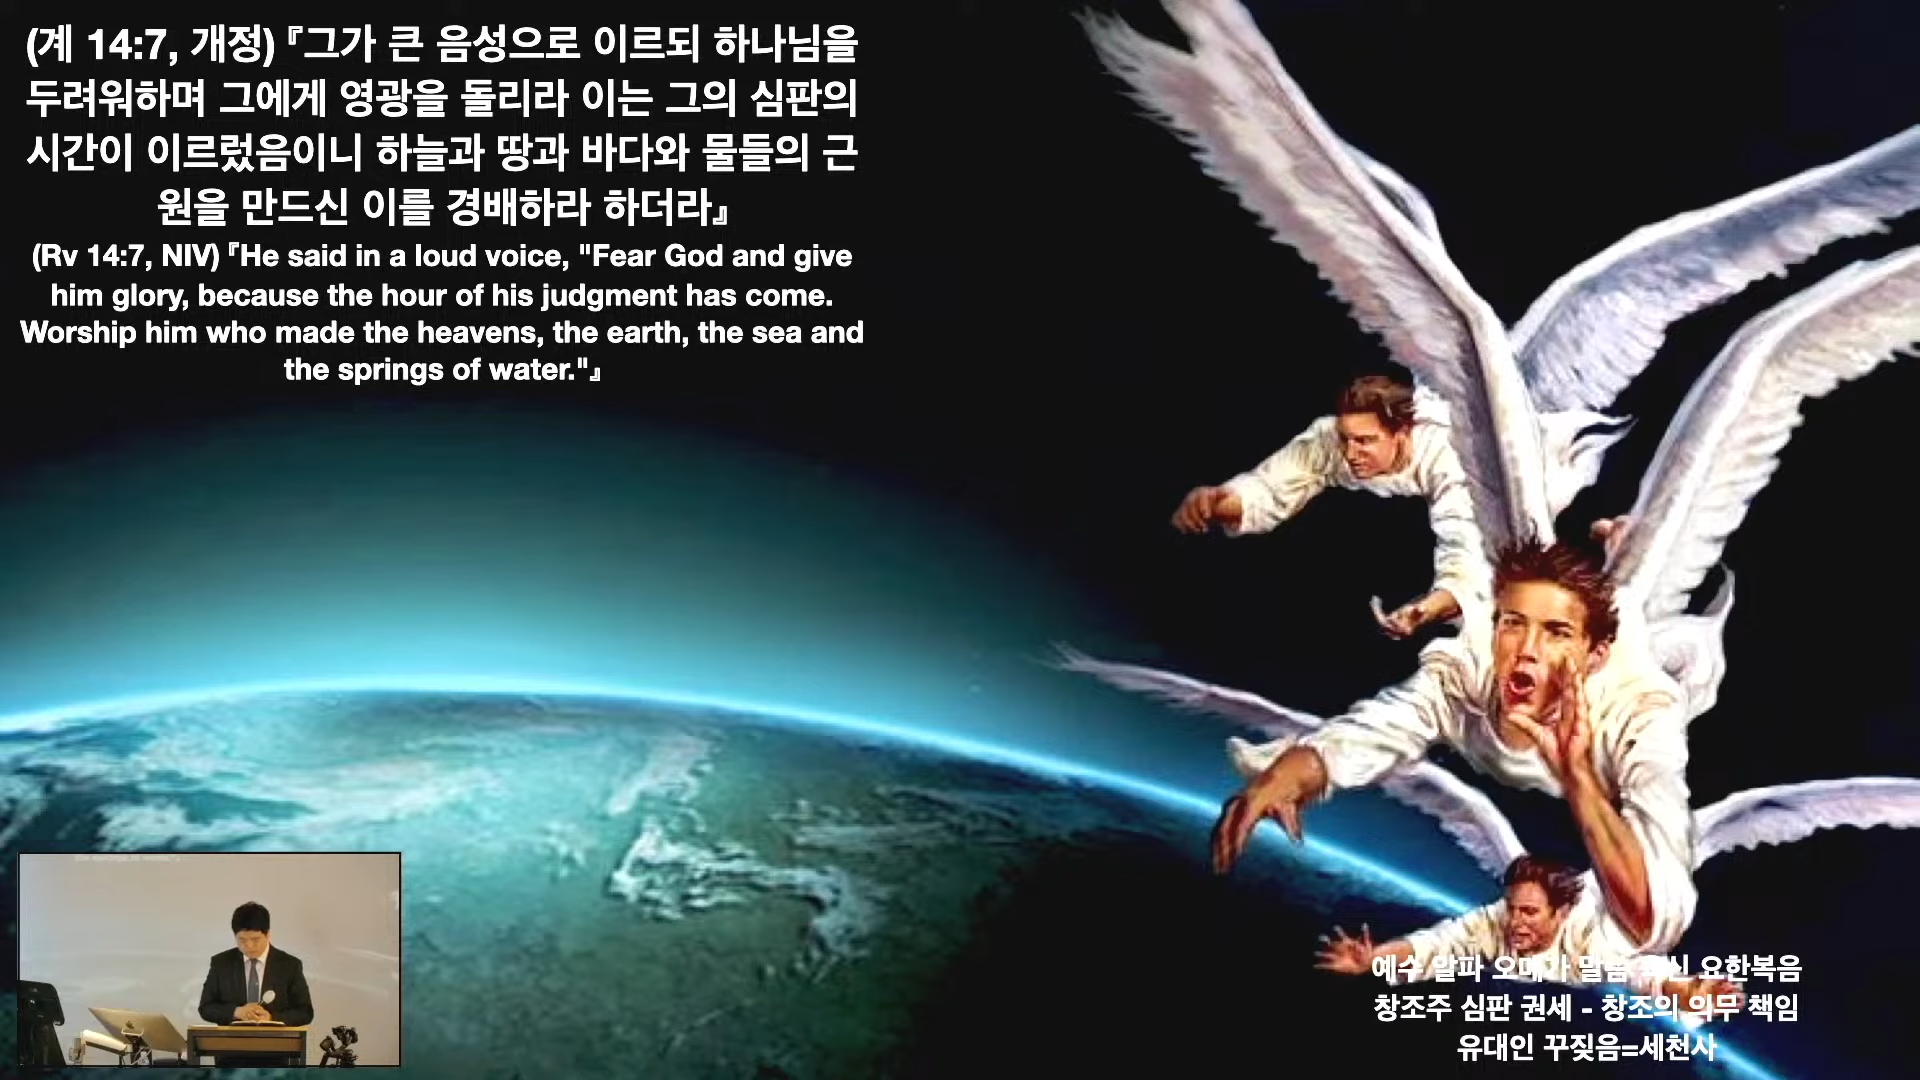 (계 14:7, 개정)『그가 큰 음성으로 이르되 하나님을
두려워하며 그에게 영광을 돌리라 이는 그의 심판의
시간이 이르렀음이니 하늘과 땅과 바다와 물들의 근
원을 만드신 이를 경배하라 하더라』
(Rv 14:7, NIV)『He said in a loud voice, "Fear God and give
him glory, because the hour of his judgment has come.
Worship him who made the heavens, the earth, the sea and
the springs of water."』
예수 알파 오메가 말씀 요한복음
창조주 심판 권세 - 창조의 의무 책임
유대인 꾸짖음=세천사